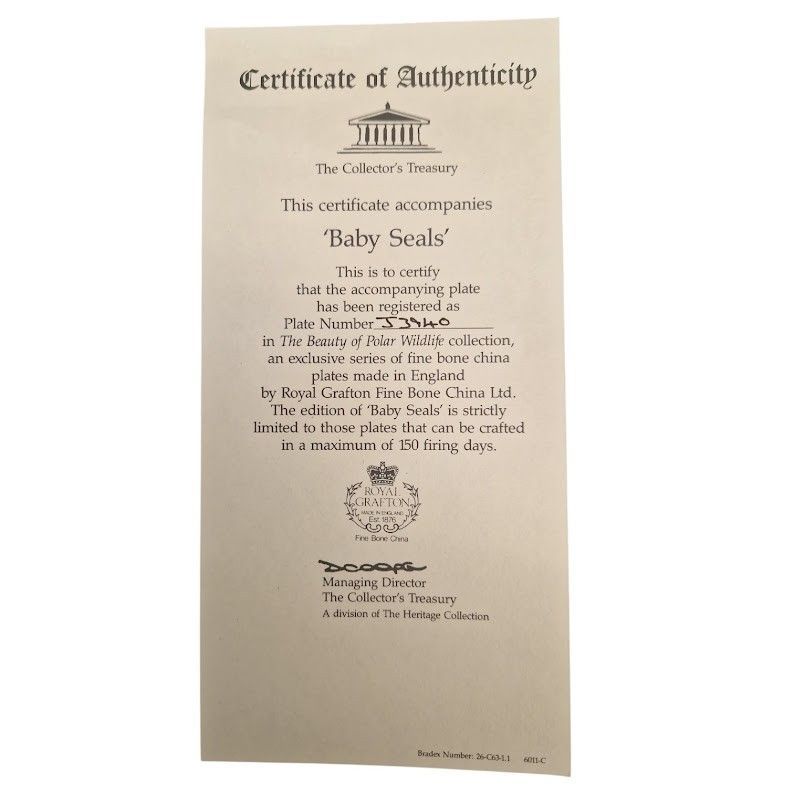 Certificate of Authenticity
The Collector's Treasury
This certificate accompanies
'Baby Seals'
This is to certify
that the accompanying plate
has been registered as
Plate Number J3940
in The Beauty of Polar Wildlife collection,
an exclusive series of fine bone china
plates made in England
by Royal Grafton Fine Bone China Ltd.
The edition of 'Baby Seals' is strictly
limited to those plates that can be crafted
in a maximum of 150 firing days.
ROYAL
GRAFTON
MADE IN ENGLAND
Est. 1876
Fine Bone China
Managing Director
The Collector's Treasury
A division of The Heritage Collection
Bradex Number: 26-C63-1.1 6011-C